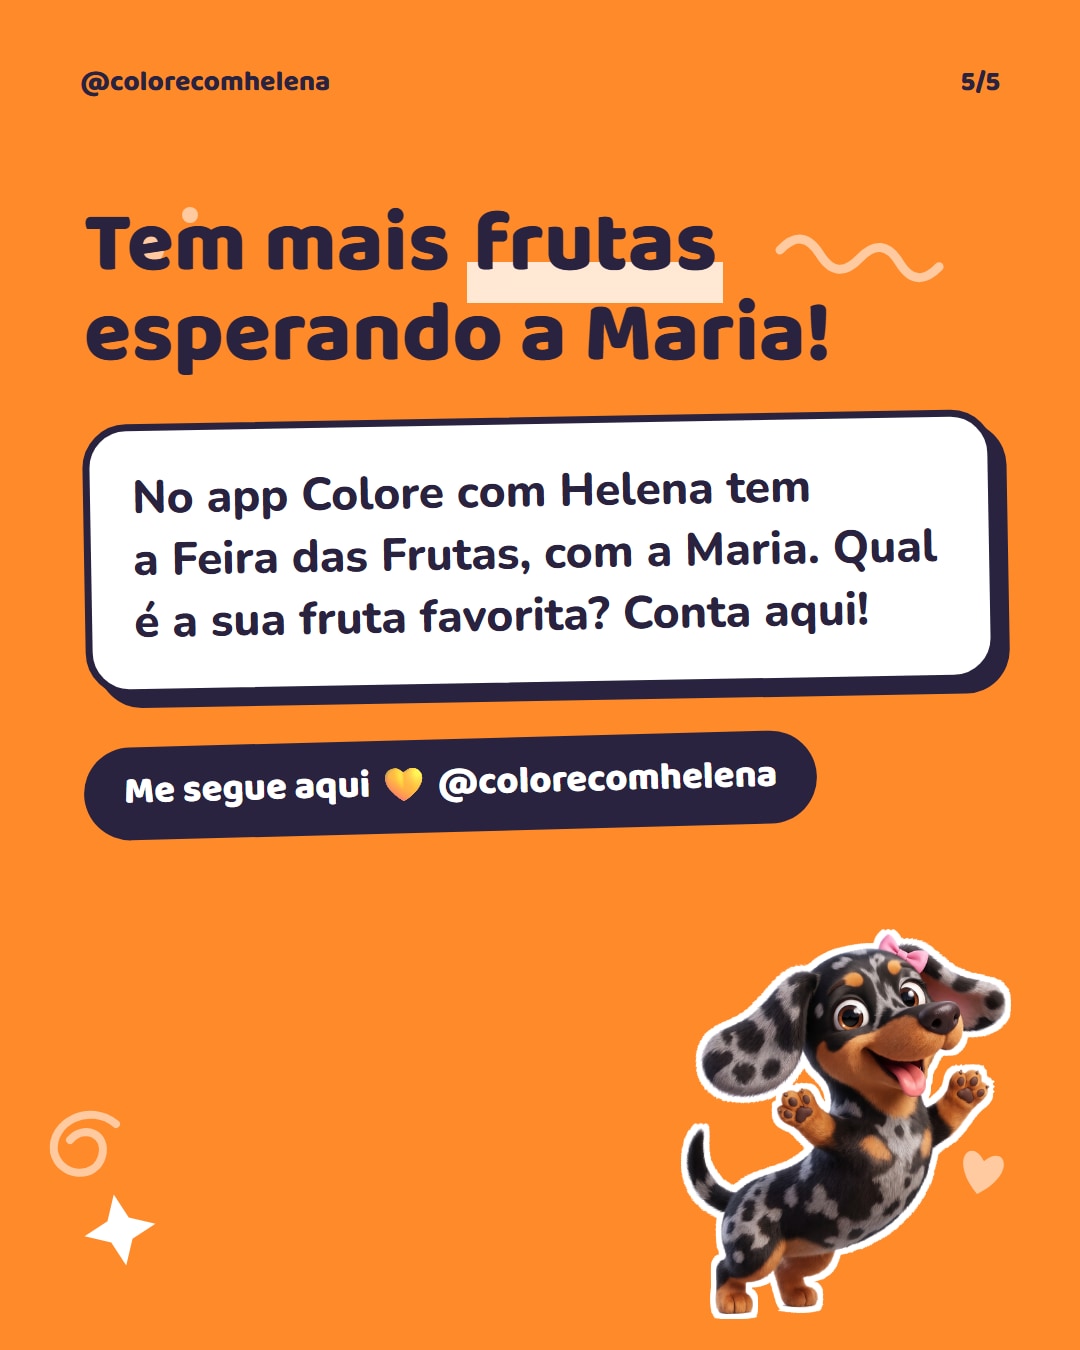 @colorecomhelena
5/5
Tem mais frutas
esperando a Maria!
No app Colore com Helena tem
a Feira das Frutas, com a Maria. Qual
é a sua fruta favorita? Conta aqui!
Me segue aqui 🧡 @colorecomhelena